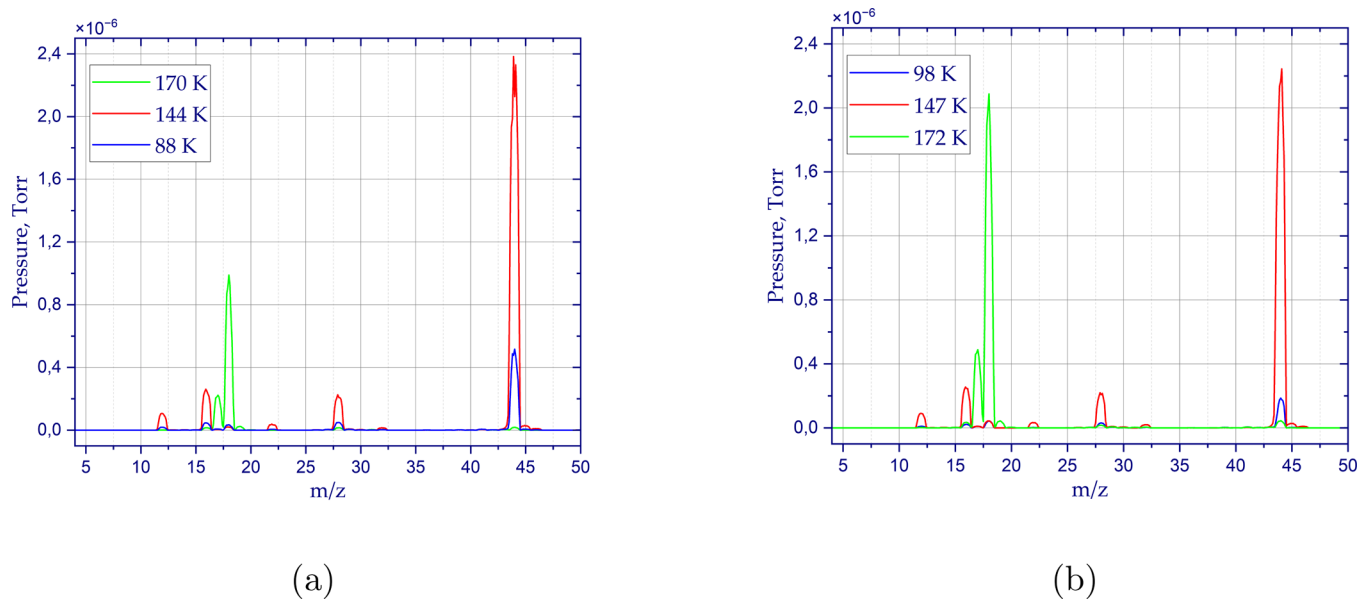 ×10⁻⁶
2,4
2,0
1,6
1,2
0,8
0,4
0,0
Pressure, Torr
170 K
144 K
88 K
5 10 15 20 25 30 35 40 45 50
m/z
(a)
×10⁻⁶
2,4
2,0
1,6
1,2
0,8
0,4
0,0
Pressure, Torr
98 K
147 K
172 K
5 10 15 20 25 30 35 40 45 50
m/z
(b)